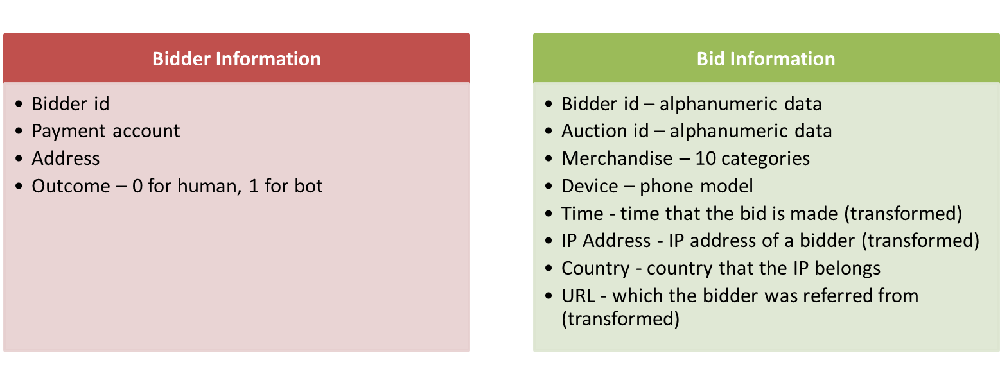 Bidder Information
• Bidder id
• Payment account
• Address
• Outcome – 0 for human, 1 for bot
Bid Information
• Bidder id – alphanumeric data
• Auction id – alphanumeric data
• Merchandise – 10 categories
• Device – phone model
• Time - time that the bid is made (transformed)
• IP Address - IP address of a bidder (transformed)
• Country - country that the IP belongs
• URL - which the bidder was referred from
(transformed)